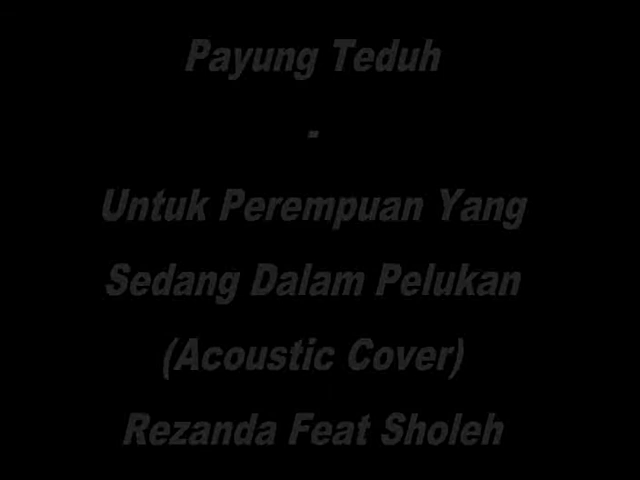 Payung Teduh
-
Untuk Perempuan Yang
Sedang Dalam Pelukan
(Acoustic Cover)
Rezanda Feat Sholeh